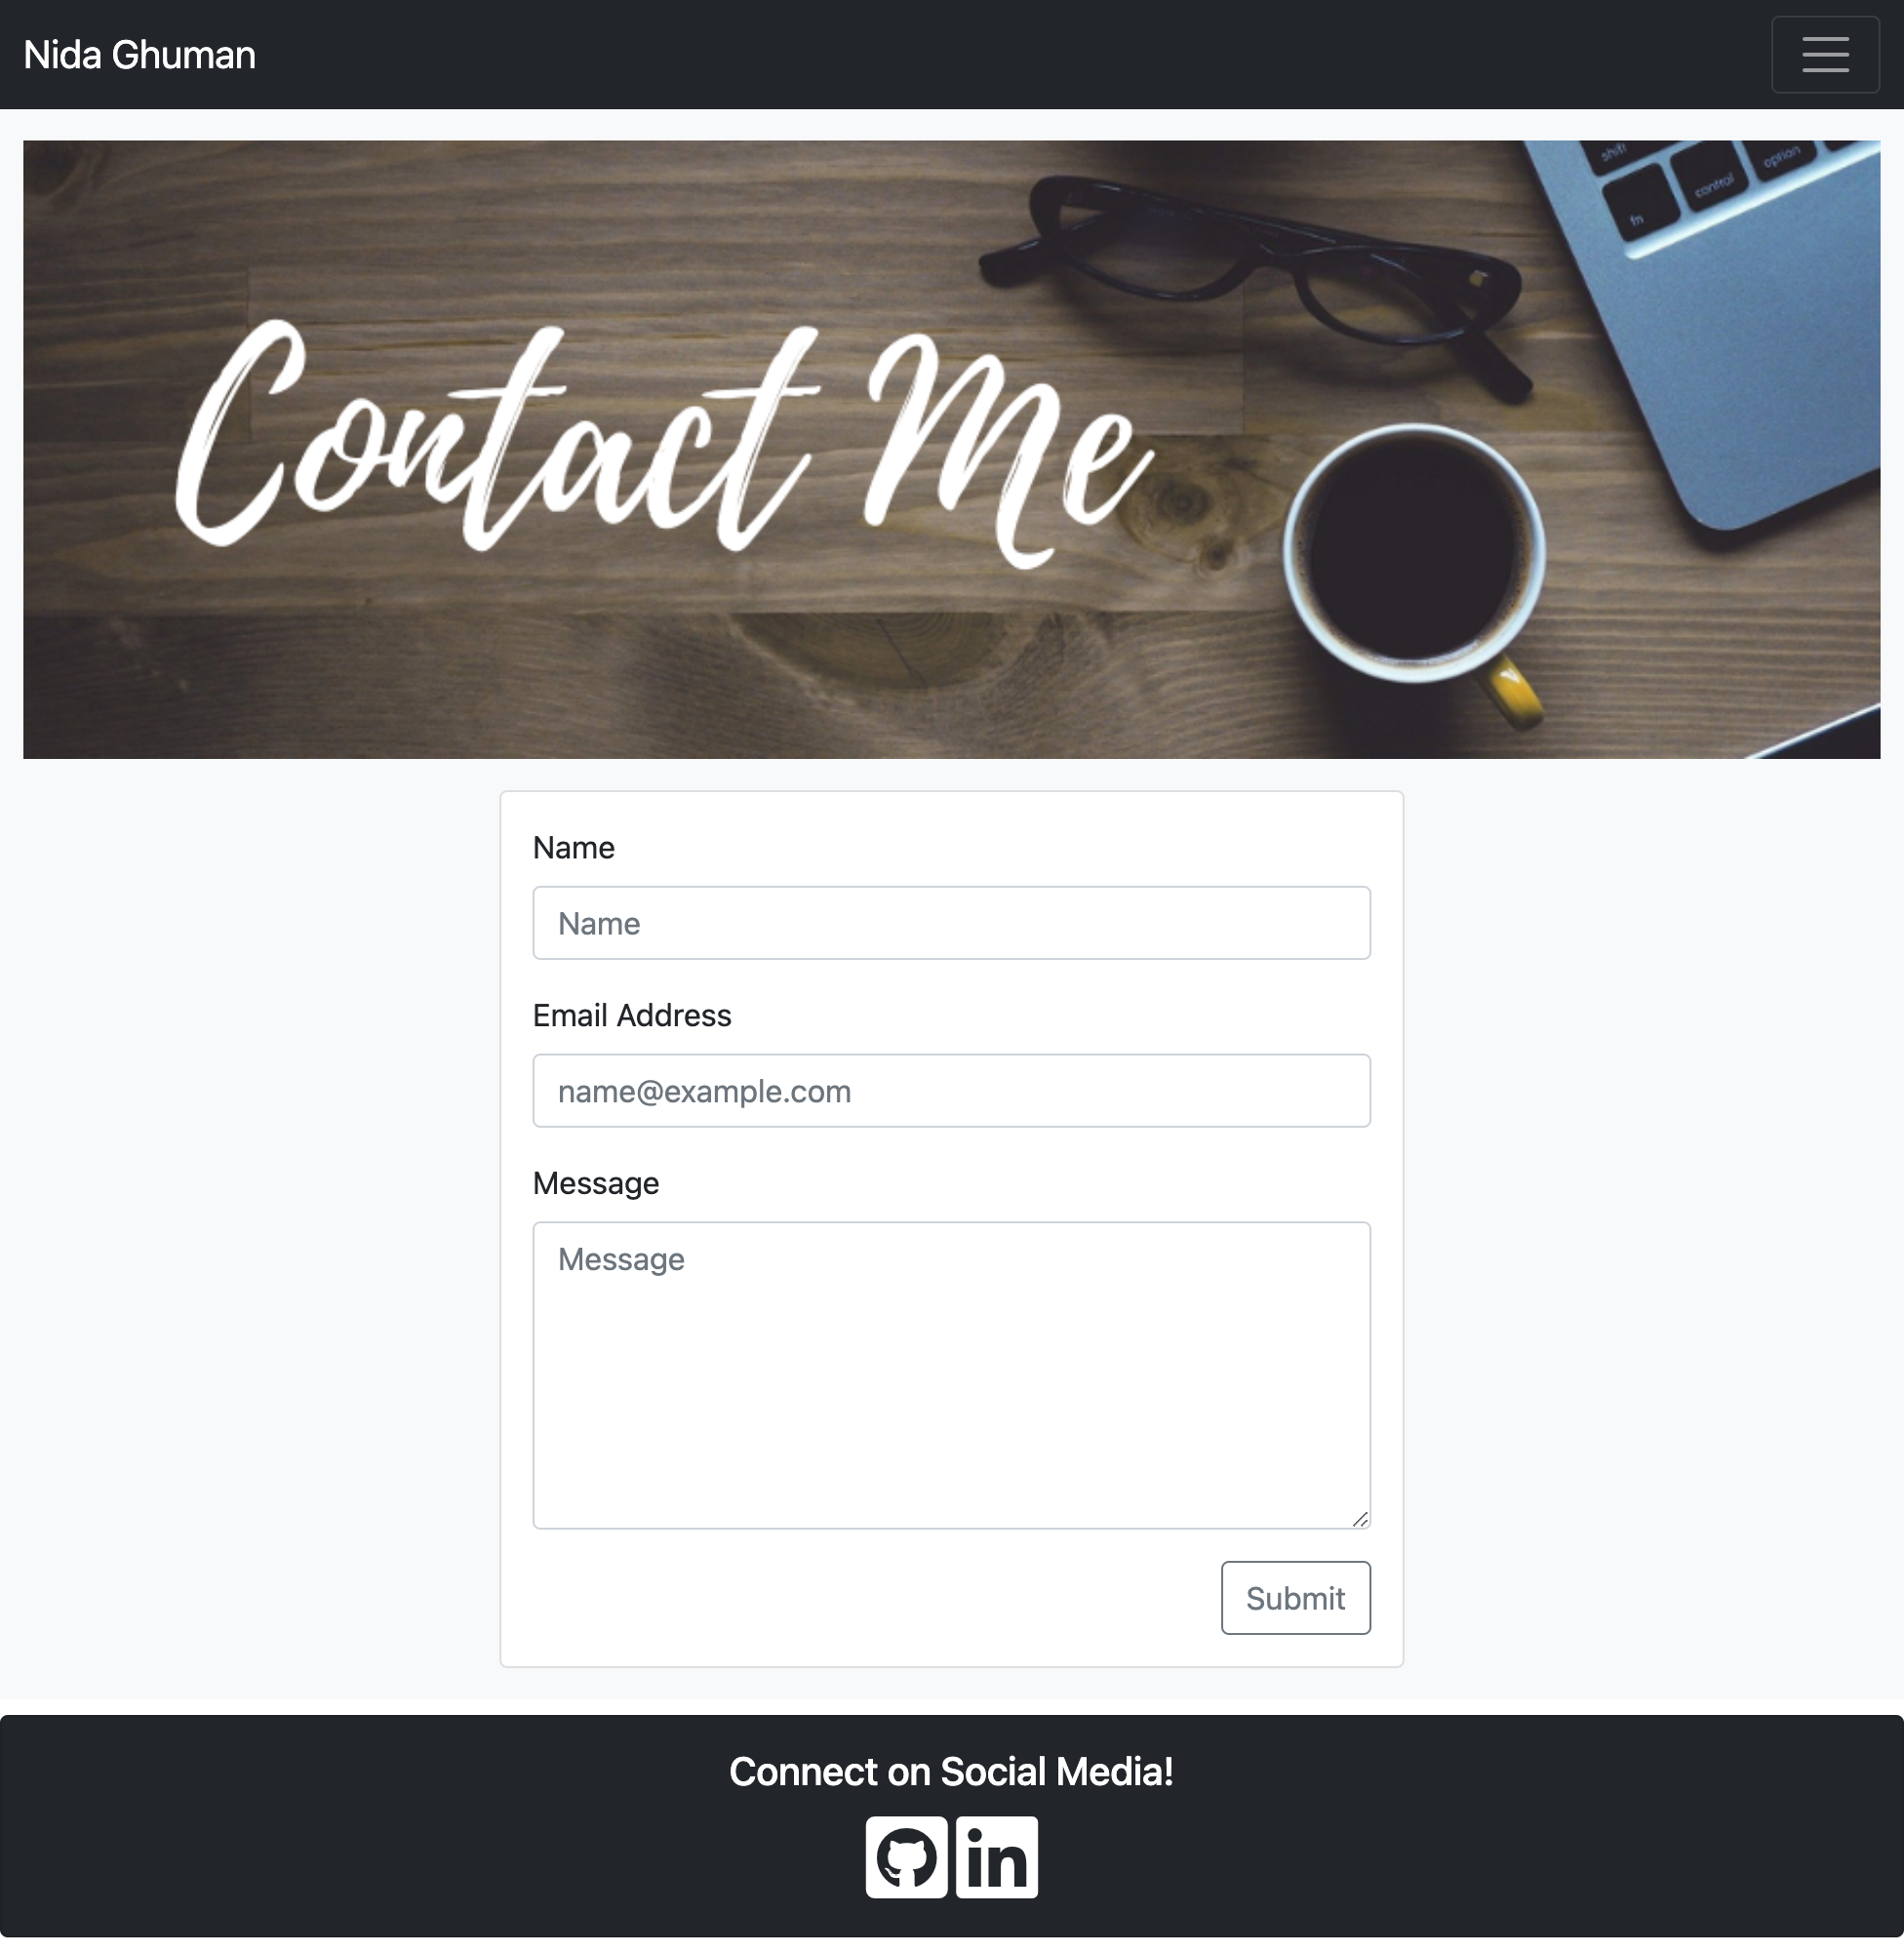 Nida Ghuman
shift
fn control option
Contact Me
Name
Name
Email Address
name@example.com
Message
Message
Submit
Connect on Social Media!
in